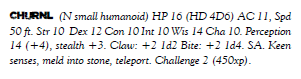 CHURNL (N small humanoid) HP 16 (HD 4D6) AC 11, Spd
50 ft. Str 10 Dex 12 Con 10 Int 10 Wis 14 Cha 10. Perception
14 (+4), stealth +3. Claw: +2 1d2 Bite: +2 1d4. SA. Keen
senses, meld into stone, teleport. Challenge 2 (450xp).